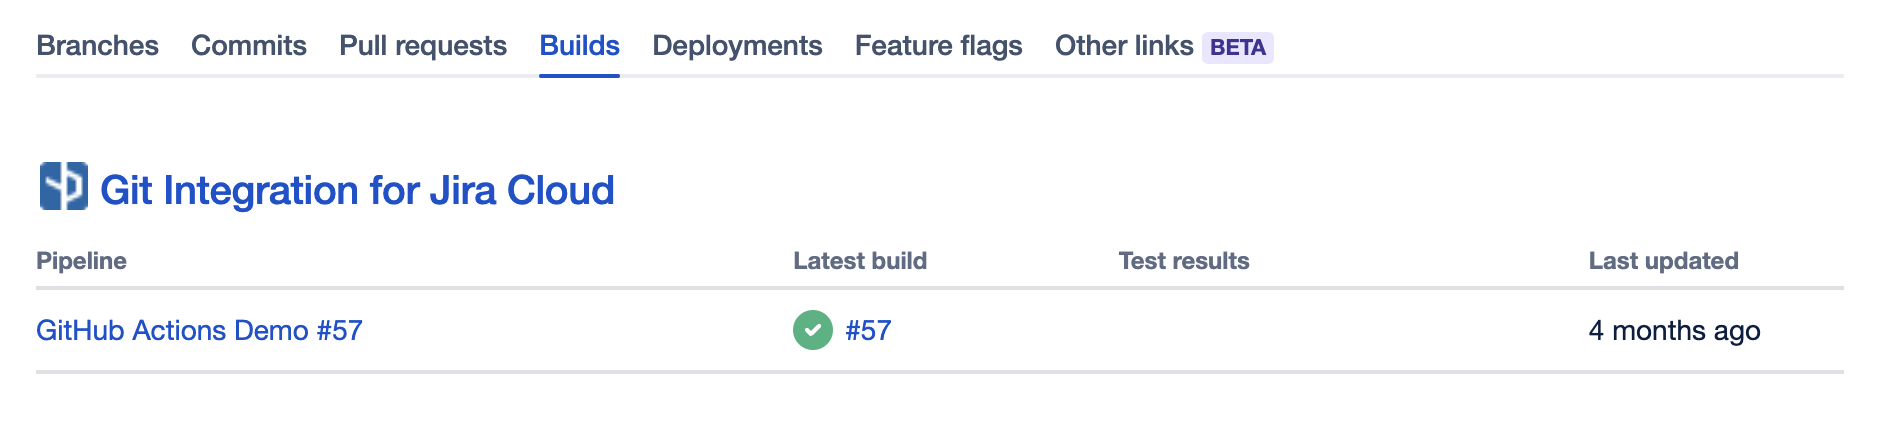 Branches Commits Pull requests Builds Deployments Feature flags Other links BETA
Git Integration for Jira Cloud
Pipeline Latest build Test results Last updated
GitHub Actions Demo #57 #57 4 months ago